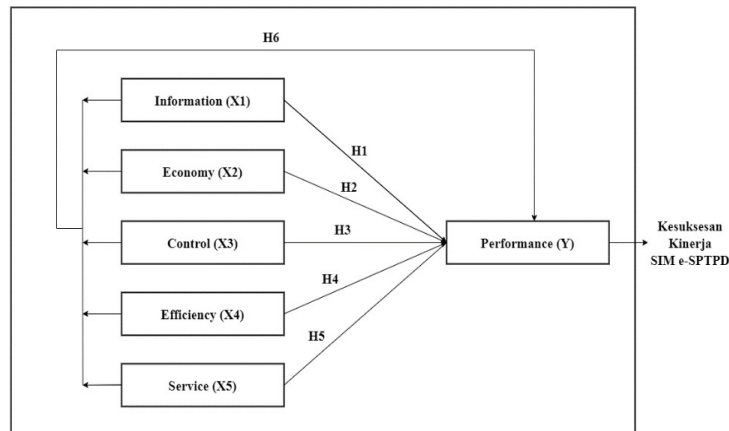 H6
Information (X1)
H1
Economy (X2)
H2
Control (X3)
H3
Performance (Y)
Kesuksesan
Kinerja
SIM e-SPTPD
Efficiency (X4)
H4
Service (X5)
H5